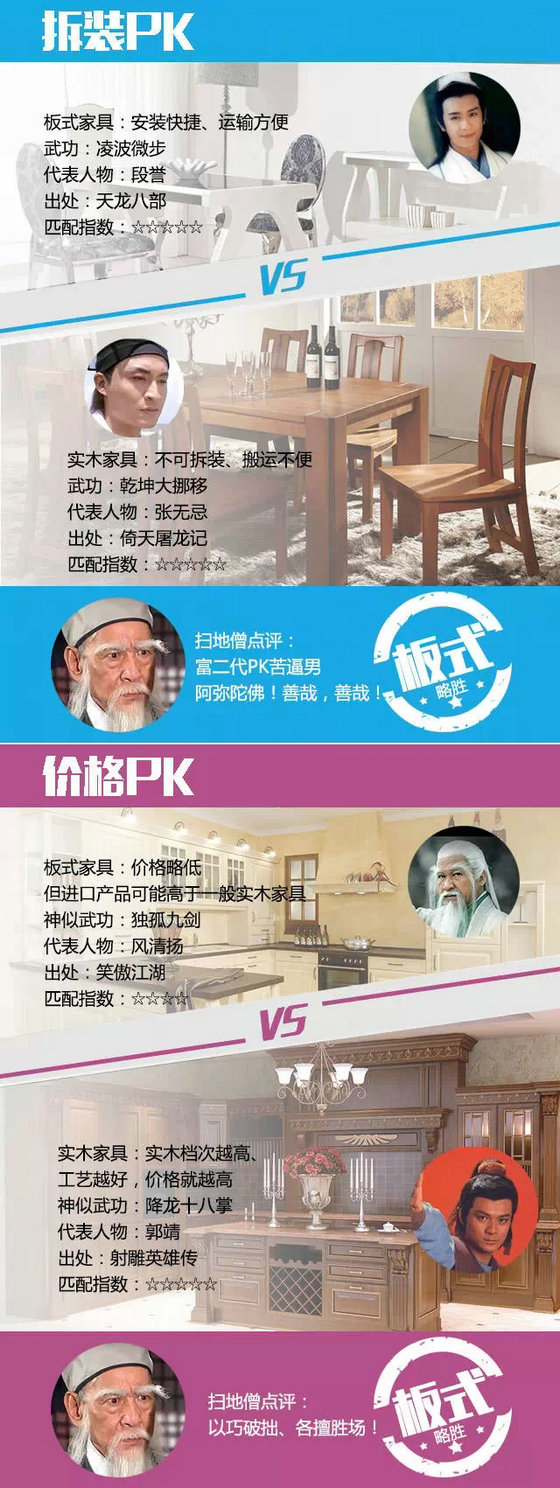 拆装PK
板式家具：安装快捷、运输方便
武功：凌波微步
代表人物：段誉
出处：天龙八部
匹配指数：☆☆☆☆☆
VS
实木家具：不可拆装、搬运不便
武功：乾坤大挪移
代表人物：张无忌
出处：倚天屠龙记
匹配指数：☆☆☆☆☆
扫地僧点评：
富二代PK苦逼男
阿弥陀佛！善哉，善哉！
板式
略胜
价格PK
板式家具：价格略低
但进口产品可能高于一般实木家具
神似武功：独孤九剑
代表人物：风清扬
出处：笑傲江湖
匹配指数：☆☆☆☆
VS
实木家具：实木档次越高、
工艺越好，价格就越高
神似武功：降龙十八掌
代表人物：郭靖
出处：射雕英雄传
匹配指数：☆☆☆☆☆
扫地僧点评：
以巧破拙、各擅胜场！
板式
略胜